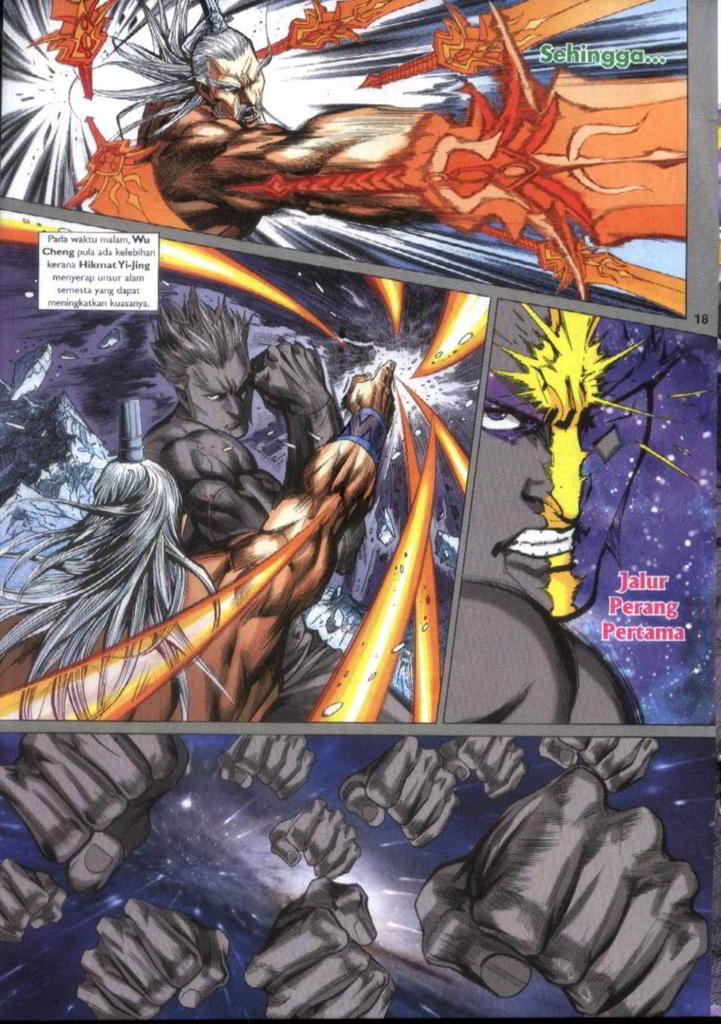 Sehingga...
Pada waktu malam, Wu
Cheng pula ada kelebihan
kerana Hikmat Yi-Jing
menyerap unsur alam
semesta yang dapat
meningkatkan kuasanya.
18
Jalur
Perang
Pertama